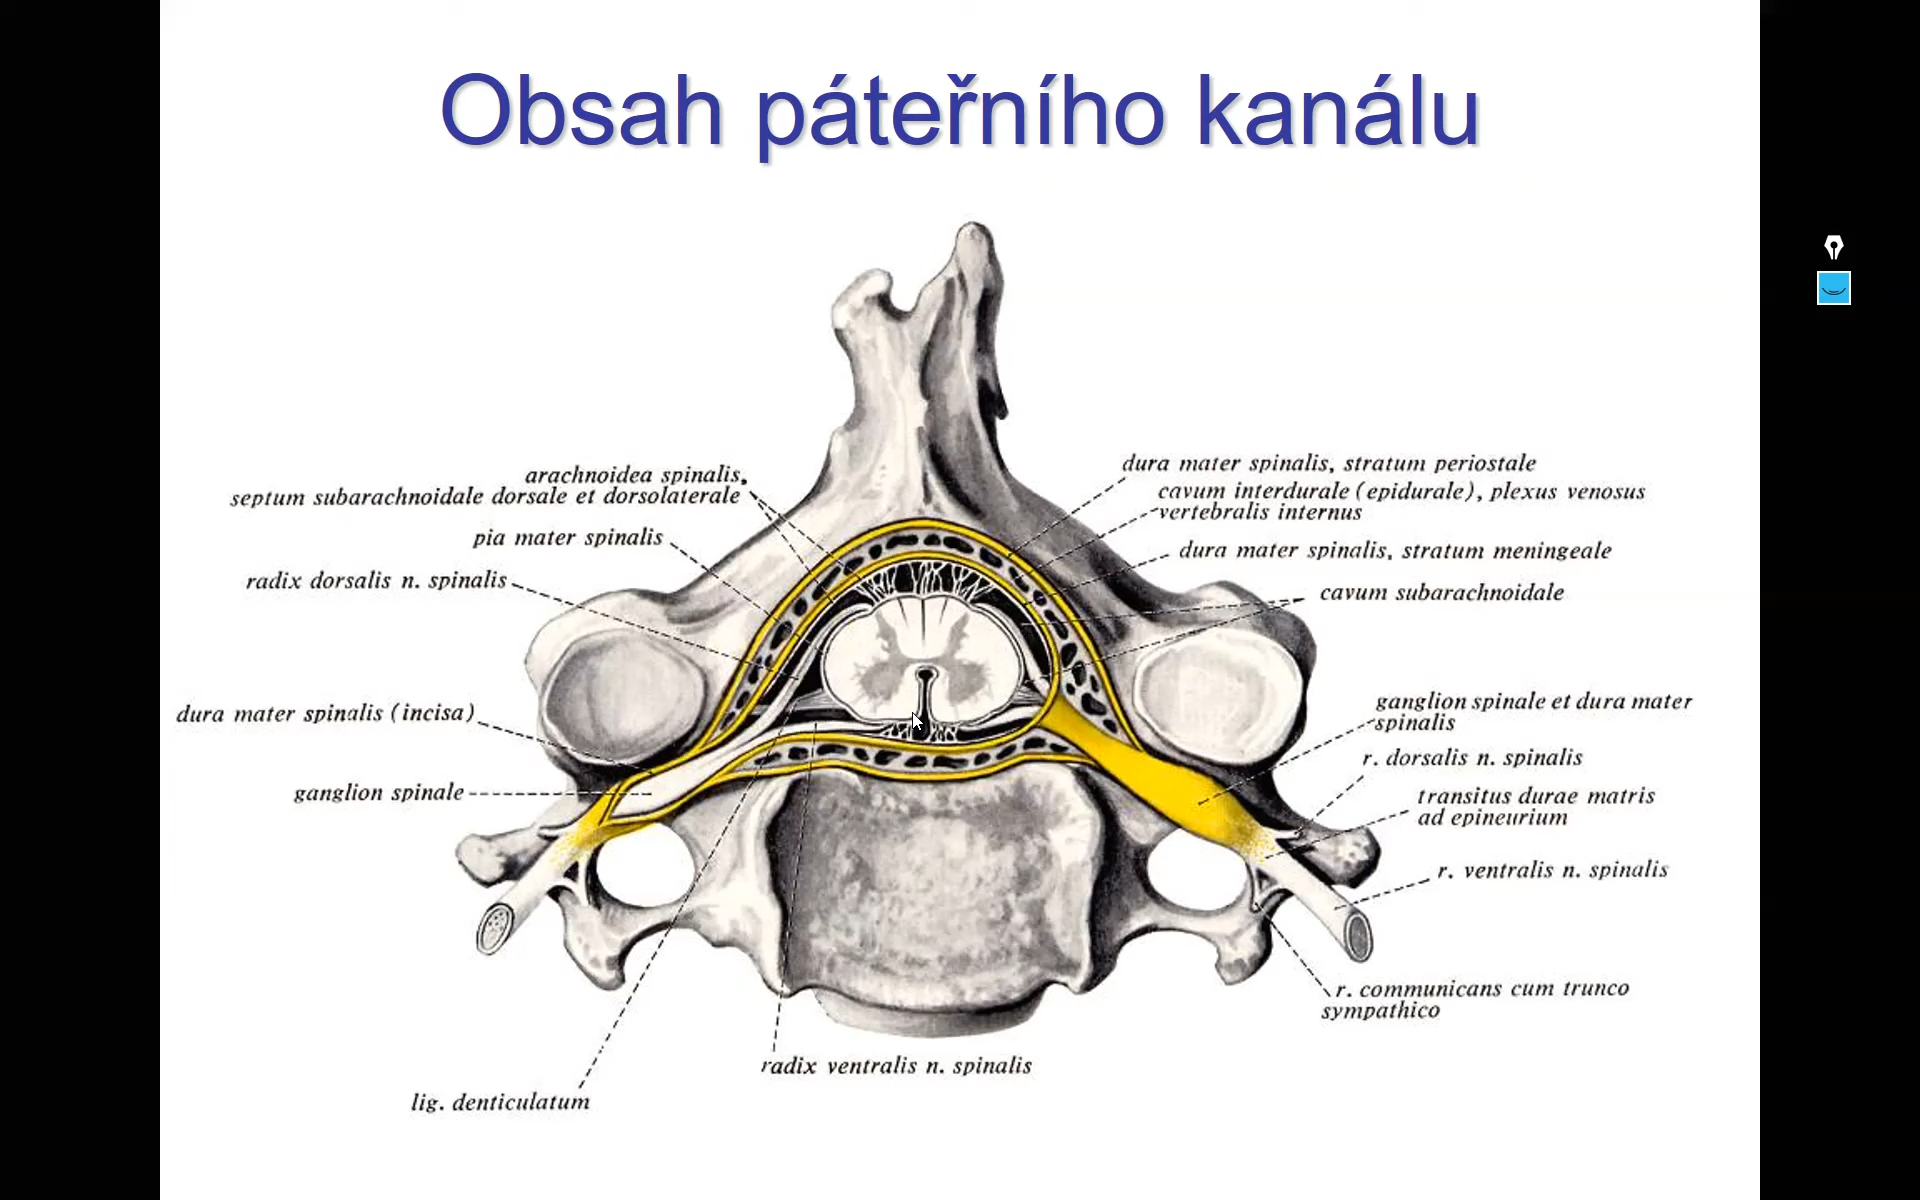 Obsah páteřního kanálu
arachnoidea spinalis,
septum subarachnoidale dorsale et dorsolaterale
pia mater spinalis
radix dorsalis n. spinalis
dura mater spinalis (incisa)
ganglion spinale
lig. denticulatum
radix ventralis n. spinalis
dura mater spinalis, stratum periostale
cavum interdurale (epidurale), plexus venosus
vertebralis internus
dura mater spinalis, stratum meningeale
cavum subarachnoidale
ganglion spinale et dura mater
spinalis
r. dorsalis n. spinalis
transitus durae matris
ad epineurium
r. ventralis n. spinalis
r. communicans cum trunco
sympathico